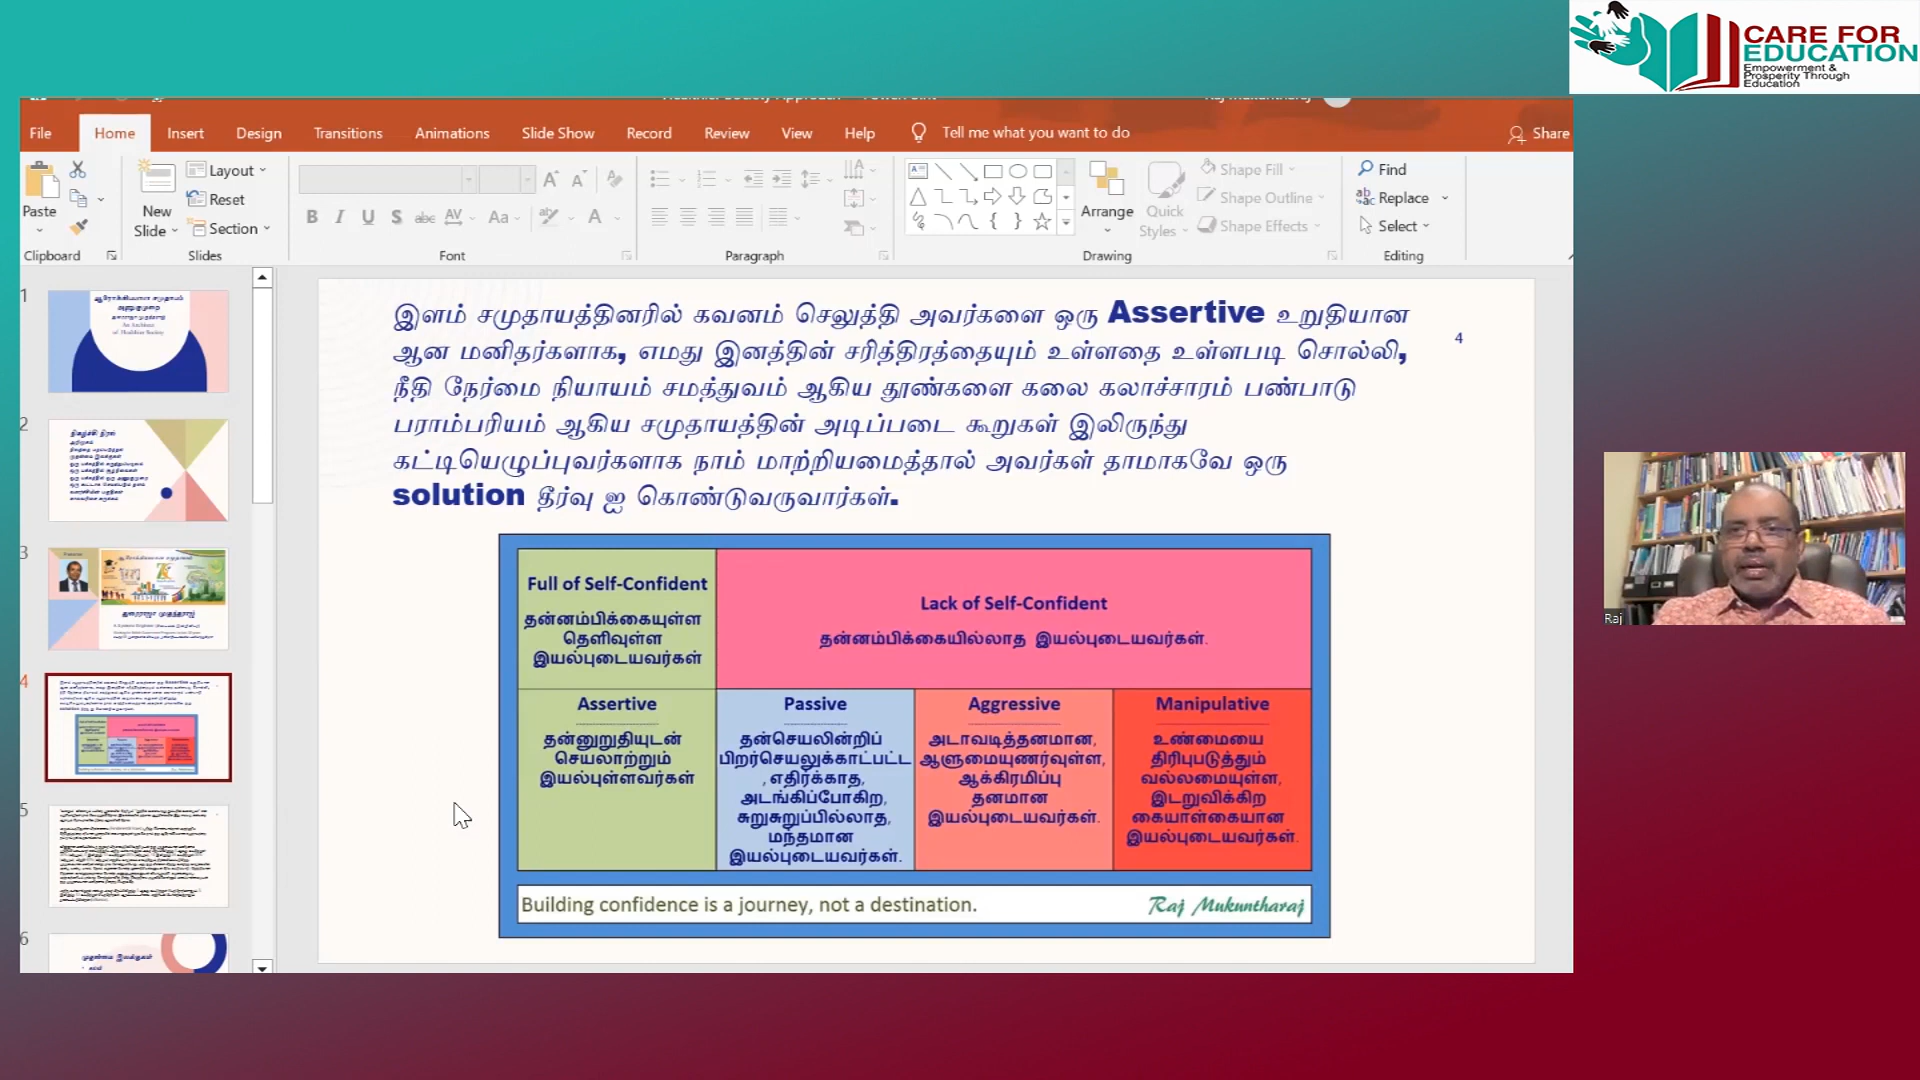 CARE FOR
EDUCATION
Empowerment &
Prosperity Through
Education
File
Home
Insert
Design
Transitions
Animations
Slide Show
Record
Review
View
Help
Tell me what you want to do
Share
Paste
Clipboard
New
Slide
Layout
Reset
Section
Slides
Font
Paragraph
Arrange
Quick
Styles
Shape Fill
Shape Outline
Shape Effects
Drawing
Find
Replace
Select
Editing
1
2
3
4
5
6
இளம் சமுதாயத்தினரில் கவனம் செலுத்தி அவர்களை ஒரு Assertive உறுதியான
ஆன மனிதர்களாக, எமது இனத்தின் சரித்திரத்தையும் உள்ளதை உள்ளபடி சொல்லி,
நீதி நேர்மை நியாயம் சமத்துவம் ஆகிய தூண்களை கலை கலாச்சாரம் பண்பாடு
பராம்பரியம் ஆகிய சமுதாயத்தின் அடிப்படை கூறுகள் இலிருந்து
கட்டியெழுப்புவர்களாக நாம் மாற்றியமைத்தால் அவர்கள் தாமாகவே ஒரு
solution தீர்வு ஐ கொண்டுவருவார்கள்.
4
Full of Self-Confident
தன்னம்பிக்கையுள்ள
தெளிவுள்ள
இயல்புடையவர்கள்
Lack of Self-Confident
தன்னம்பிக்கையில்லாத இயல்புடையவர்கள்.
Assertive
தன்னுறுதியுடன்
செயலாற்றும்
இயல்புள்ளவர்கள்
Passive
தன்செயலின்றிப்
பிறர்செயலுக்காட்பட்ட
, எதிர்க்காத,
அடங்கிப்போகிற,
சுறுசுறுப்பில்லாத,
மந்தமான
இயல்புடையவர்கள்.
Aggressive
அடாவடித்தனமான,
ஆளுமையுணர்வுள்ள,
ஆக்கிரமிப்பு
தனமான
இயல்புடையவர்கள்.
Manipulative
உண்மையை
திரிபுபடுத்தும்
வல்லமையுள்ள,
இடறுவிக்கிற
கையாள்கையான
இயல்புடையவர்கள்.
Building confidence is a journey, not a destination.
Raj Mukuntharaj
Raj